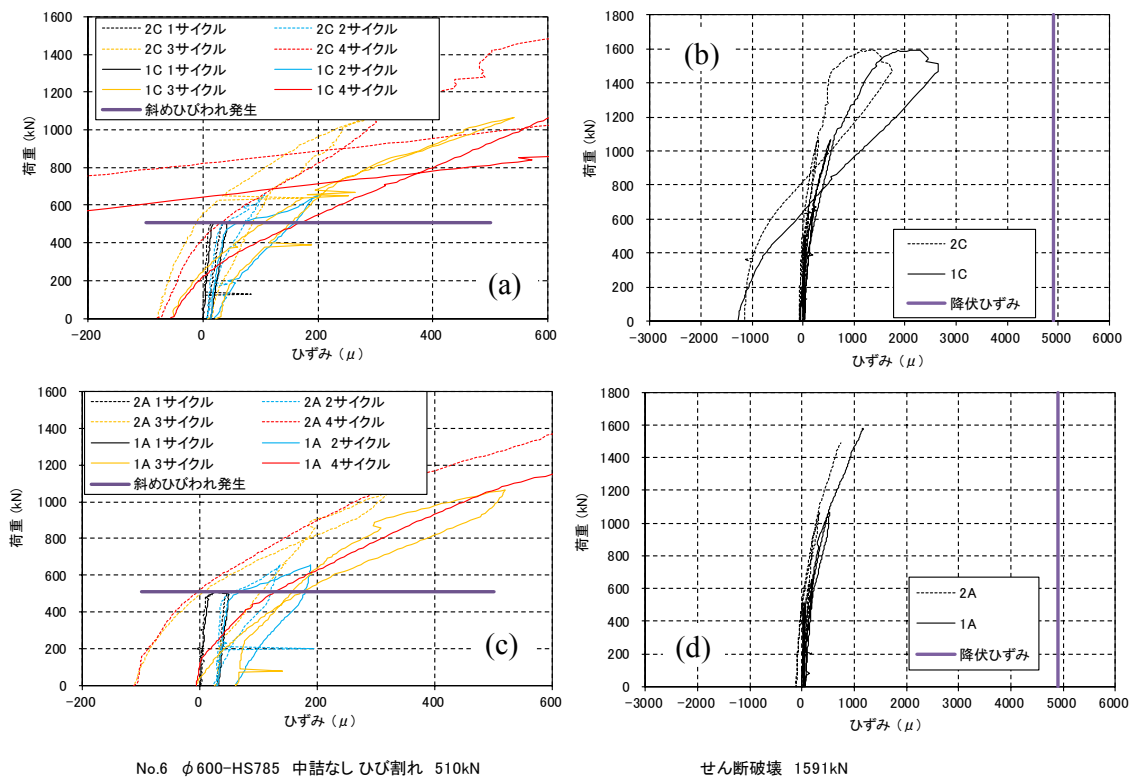 2C 1サイクル 2C 2サイクル
2C 3サイクル 2C 4サイクル
1C 1サイクル 1C 2サイクル
1C 3サイクル 1C 4サイクル
斜めひびわれ発生
1600
1400
1200
1000
800
600
400
200
0
荷重 (kN)
-200 0 200 400 600
ひずみ (μ)
(a)
(b)
1800
1600
1400
1200
1000
800
600
400
200
0
荷重 (kN)
2C
1C
降伏ひずみ
-3000 -2000 -1000 0 1000 2000 3000 4000 5000 6000
ひずみ (μ)
2A 1サイクル 2A 2サイクル
2A 3サイクル 2A 4サイクル
1A 1サイクル 1A 2サイクル
1A 3サイクル 1A 4サイクル
斜めひびわれ発生
1600
1400
1200
1000
800
600
400
200
0
荷重 (kN)
-200 0 200 400 600
ひずみ (μ)
(c)
1800
1600
1400
1200
1000
800
600
400
200
0
荷重 (kN)
2A
1A
降伏ひずみ
(d)
-3000 -2000 -1000 0 1000 2000 3000 4000 5000 6000
ひずみ (μ)
No.6 φ600-HS785 中詰なし ひび割れ 510kN
せん断破壊 1591kN